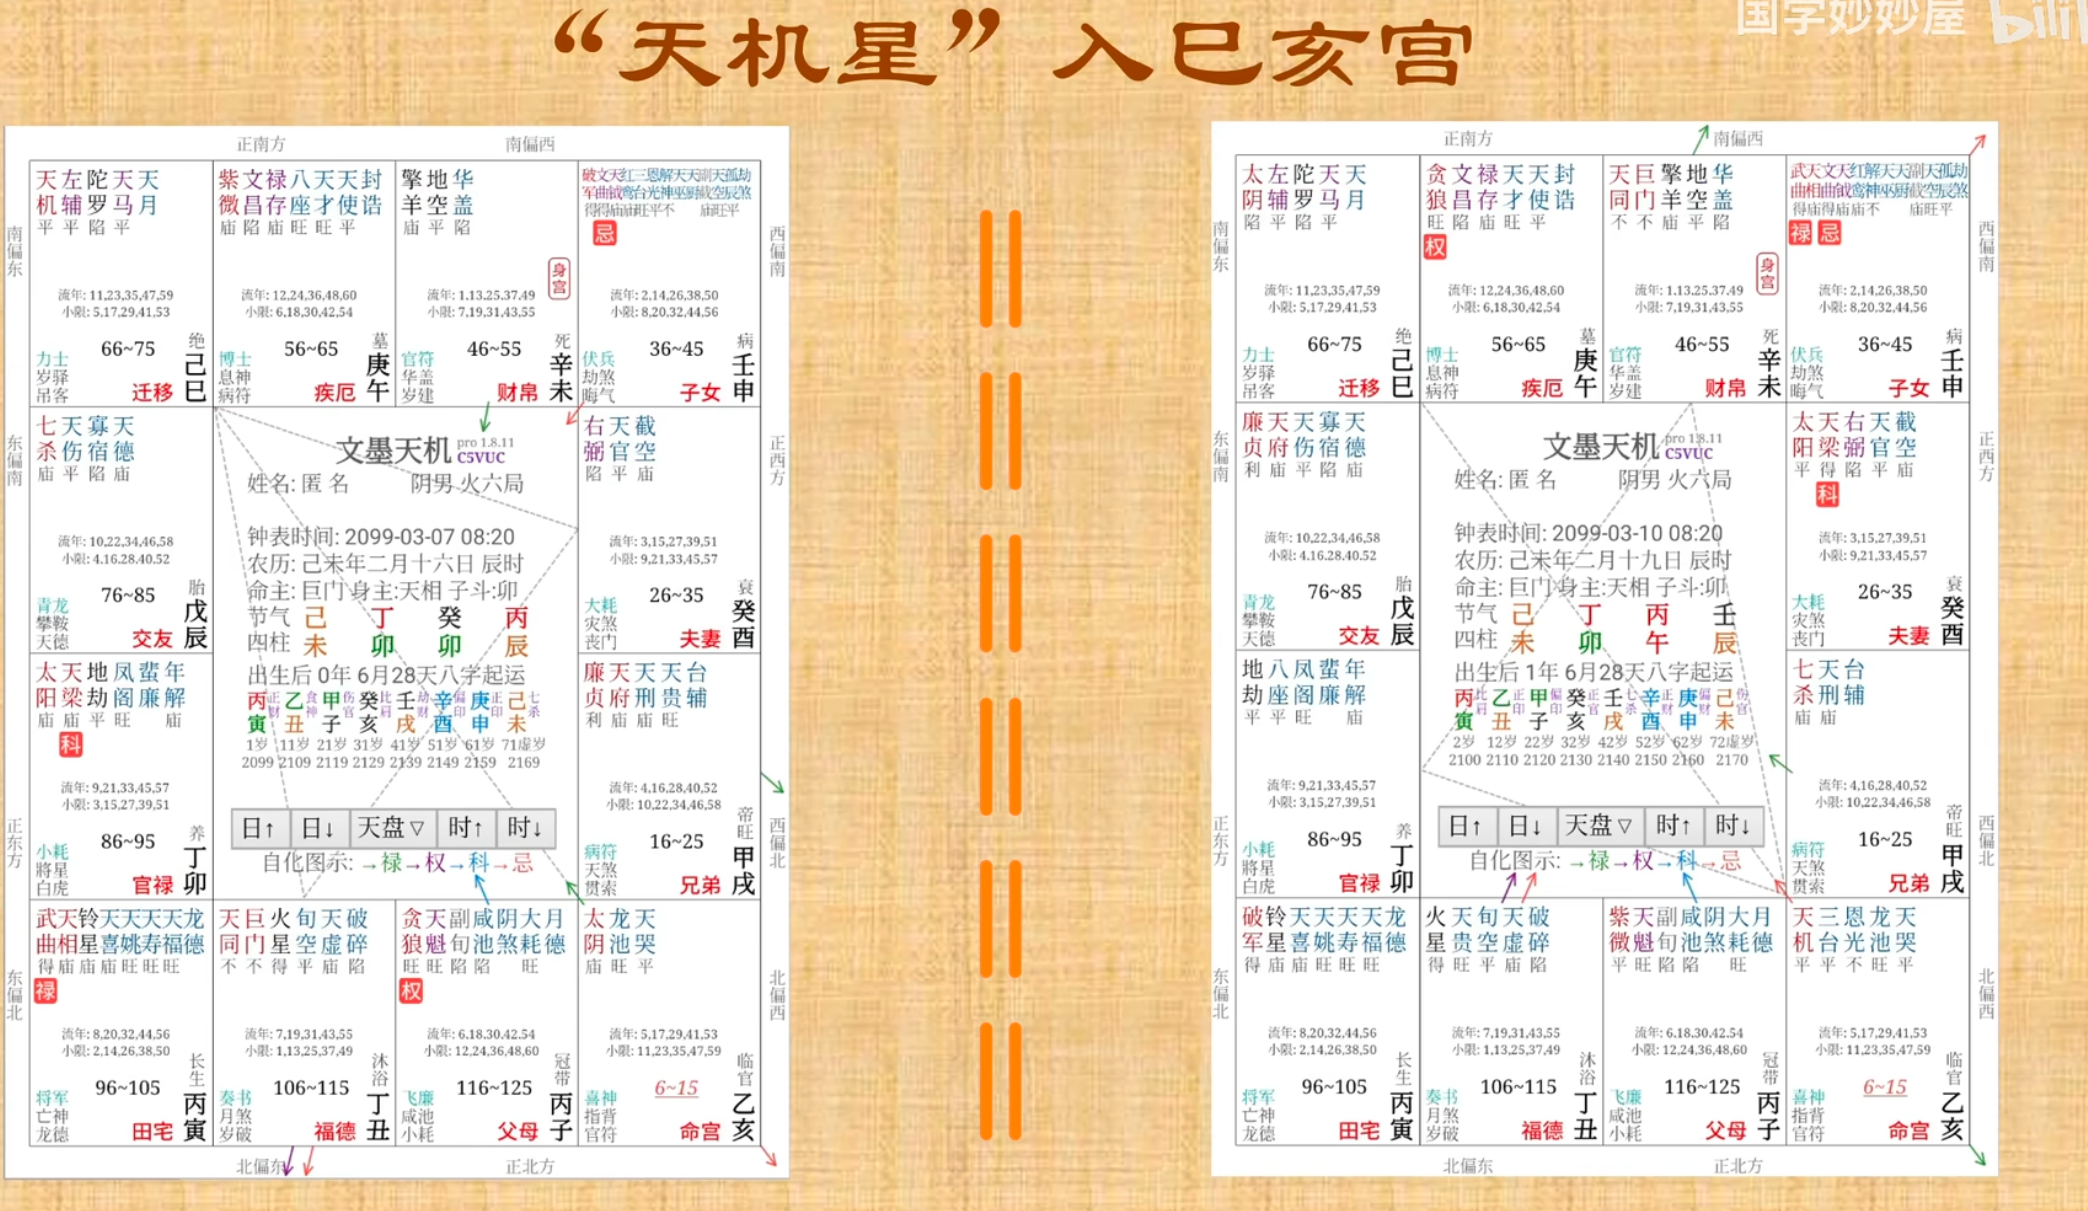 国学妙妙屋 bili
“天机星”入巳亥宫
正南方 南偏西
南偏东
东偏南
正东方
东偏北
西偏南
正西方
西偏北
北偏西
北偏东 正北方
天左陀天天
机辅罗马月
平平陷平
流年: 11,23,35,47,59
小限: 5,17,29,41,53
力士
岁驿
吊客
66~75
迁移
绝
己巳
紫文禄八天天封
微昌存座才使诰
庙陷庙旺旺平
流年: 12,24,36,48,60
小限: 6,18,30,42,54
博士
息神
病符
56~65
疾厄
墓
庚午
擎地华
羊空盖
庙平陷
身宫
流年: 1,13,25,37,49
小限: 7,19,31,43,55
官符
华盖
岁建
46~55
财帛
死
辛未
破文天红三恩解天天副天孤劫
军曲钺鸾台光神巫厨截空辰煞
得得庙庙旺平不 庙旺平
忌
流年: 2,14,26,38,50
小限: 8,20,32,44,56
伏兵
劫煞
晦气
36~45
子女
病
壬申
七天寡天
杀伤宿德
庙平陷庙
流年: 10,22,34,46,58
小限: 4,16,28,40,52
青龙
攀鞍
天德
76~85
交友
胎
戊辰
文墨天机 pro 1.8.11
C5VUC
姓名: 匿名 阴男 火六局
钟表时间: 2099-03-07 08:20
农历: 己未年二月十六日 辰时
命主: 巨门 身主:天相 子斗:卯
节气 己 丁 癸 丙
四柱 未 卯 卯 辰
出生后 0年 6月28天八字起运
丙正财 乙食神 甲伤官 癸比肩 壬劫财 辛偏印 庚正印 己七杀
寅 丑 子 亥 戌 酉 申 未
1岁 11岁 21岁 31岁 41岁 51岁 61岁 71虚岁
2099 2109 2119 2129 2139 2149 2159 2169
日↑ 日↓ 天盘▽ 时↑ 时↓
自化图示: →禄→权→科→忌
右天截
弼官空
陷平庙
流年: 3,15,27,39,51
小限: 9,21,33,45,57
大耗
灾煞
丧门
26~35
夫妻
衰
癸酉
太天地凤蜚年
阳梁劫阁廉解
庙庙平旺 庙
科
流年: 9,21,33,45,57
小限: 3,15,27,39,51
小耗
将星
白虎
86~95
官禄
养
丁卯
廉天天天台
贞府刑贵辅
利庙庙旺
流年: 4,16,28,40,52
小限: 10,22,34,46,58
病符
天煞
贯索
16~25
兄弟
帝旺
甲戌
武天铃天天天天龙
曲相星喜姚寿福德
得庙庙庙旺旺旺
禄
流年: 8,20,32,44,56
小限: 2,14,26,38,50
将军
亡神
龙德
96~105
田宅
长生
丙寅
天巨火旬天破
同门星空虚碎
不不得平庙陷
流年: 7,19,31,43,55
小限: 1,13,25,37,49
奏书
月煞
岁破
106~115
福德
沐浴
丁丑
贪天副咸阴大月
狼魁旬池煞耗德
旺旺陷陷 旺
权
流年: 6,18,30,42,54
小限: 12,24,36,48,60
飞廉
咸池
小耗
116~125
父母
冠带
丙子
太龙天
阴池哭
庙旺平
流年: 5,17,29,41,53
小限: 11,23,35,47,59
喜神
指背
官符
6~15
命宫
临官
乙亥
正南方 南偏西
南偏东
东偏南
正东方
东偏北
西偏南
正西方
西偏北
北偏西
北偏东 正北方
太左陀天天
阴辅罗马月
陷平陷平
流年: 11,23,35,47,59
小限: 5,17,29,41,53
力士
岁驿
吊客
66~75
迁移
绝
己巳
贪文禄天天封
狼昌存才使诰
旺陷庙旺平
权
流年: 12,24,36,48,60
小限: 6,18,30,42,54
博士
息神
病符
56~65
疾厄
墓
庚午
天巨擎地华
同门羊空盖
不不庙平陷
身宫
流年: 1,13,25,37,49
小限: 7,19,31,43,55
官符
华盖
岁建
46~55
财帛
死
辛未
武天文天红解天天副天孤劫
曲相曲钺鸾神巫厨截空辰煞
得庙得庙庙不 庙旺平
禄 忌
流年: 2,14,26,38,50
小限: 8,20,32,44,56
伏兵
劫煞
晦气
36~45
子女
病
壬申
廉天天寡天
贞府伤宿德
利庙平陷庙
流年: 10,22,34,46,58
小限: 4,16,28,40,52
青龙
攀鞍
天德
76~85
交友
胎
戊辰
文墨天机 pro 1.8.11
C5VUC
姓名: 匿名 阴男 火六局
钟表时间: 2099-03-10 08:20
农历: 己未年二月十九日 辰时
命主: 巨门 身主:天相 子斗:卯
节气 己 丁 丙 壬
四柱 未 卯 午 辰
出生后 1年 6月28天八字起运
丙比肩 乙正印 甲偏印 癸正官 壬七杀 辛正财 庚偏财 己伤官
寅 丑 子 亥 戌 酉 申 未
2岁 12岁 22岁 32岁 42岁 52岁 62岁 72虚岁
2100 2110 2120 2130 2140 2150 2160 2170
日↑ 日↓ 天盘▽ 时↑ 时↓
自化图示: →禄→权→科→忌
太天右天截
阳梁弼官空
平得陷平庙
科
流年: 3,15,27,39,51
小限: 9,21,33,45,57
大耗
灾煞
丧门
26~35
夫妻
衰
癸酉
地八凤蜚年
劫座阁廉解
平平旺 庙
流年: 9,21,33,45,57
小限: 3,15,27,39,51
小耗
将星
白虎
86~95
官禄
养
丁卯
七天台
杀刑辅
庙庙
流年: 4,16,28,40,52
小限: 10,22,34,46,58
病符
天煞
贯索
16~25
兄弟
帝旺
甲戌
破铃天天天天龙
军星喜姚寿福德
得庙庙旺旺旺
流年: 8,20,32,44,56
小限: 2,14,26,38,50
将军
亡神
龙德
96~105
田宅
长生
丙寅
火天旬天破
星贵空虚碎
得旺平庙陷
流年: 7,19,31,43,55
小限: 1,13,25,37,49
奏书
月煞
岁破
106~115
福德
沐浴
丁丑
紫天副咸阴大月
微魁旬池煞耗德
平旺陷陷 旺
流年: 6,18,30,42,54
小限: 12,24,36,48,60
飞廉
咸池
小耗
116~125
父母
冠带
丙子
天三恩龙天
机台光池哭
平平不旺平
流年: 5,17,29,41,53
小限: 11,23,35,47,59
喜神
指背
官符
6~15
命宫
临官
乙亥